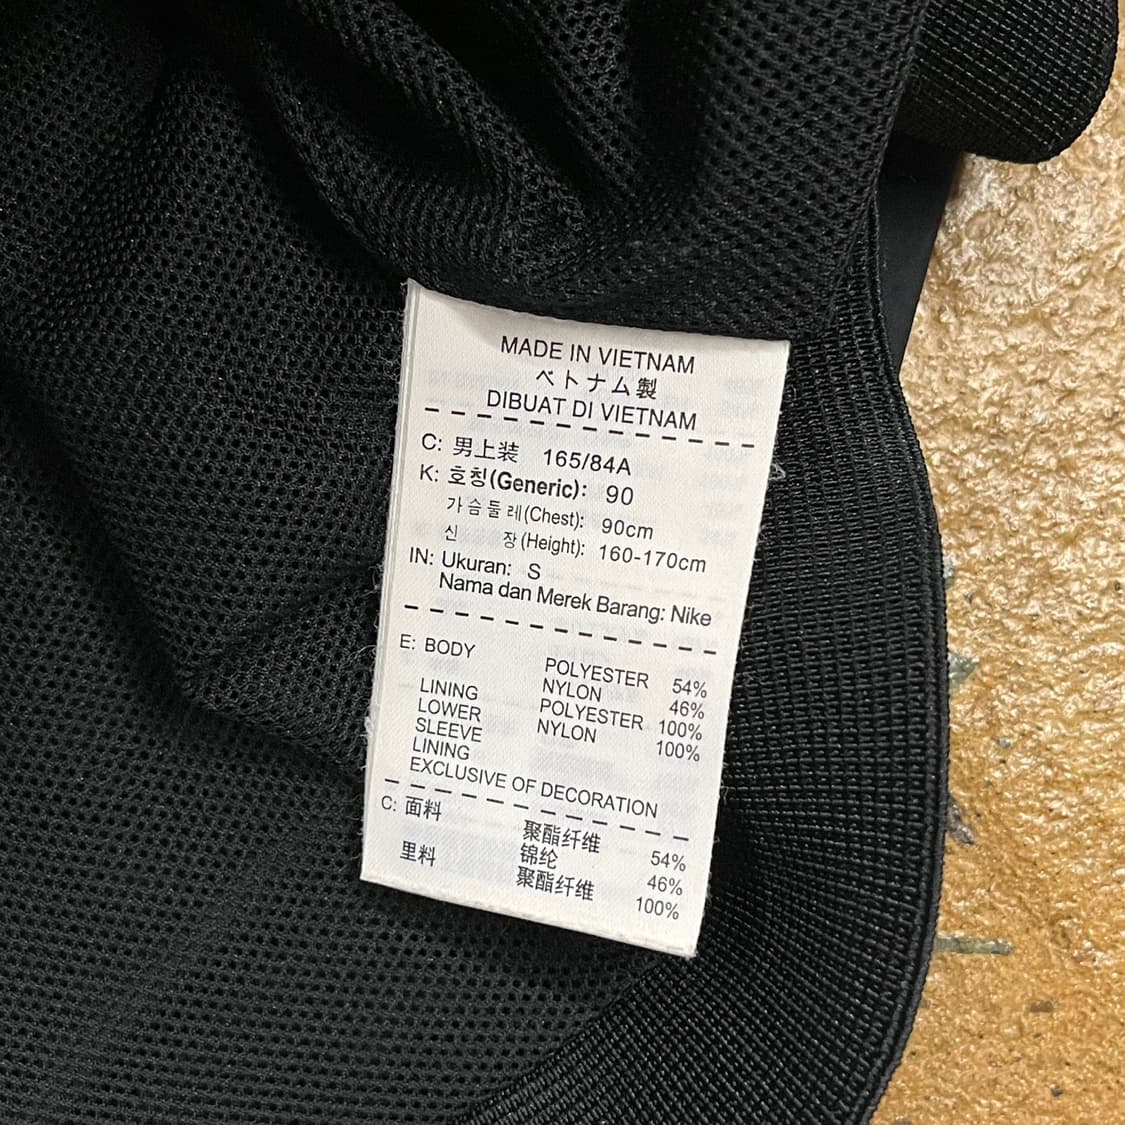 MADE IN VIETNAM
ベトナム製
DIBUAT DI VIETNAM
C: 男上装 165/84A
K: 호칭(Generic): 90
가슴둘레(Chest): 90cm
신 장(Height): 160-170cm
IN: Ukuran: S
Nama dan Merek Barang: Nike
E: BODY POLYESTER 54%
NYLON 46%
LINING POLYESTER 100%
LOWER NYLON 100%
SLEEVE
LINING
EXCLUSIVE OF DECORATION
C: 面料 聚酯纤维 54%
锦纶 46%
里料 聚酯纤维 100%